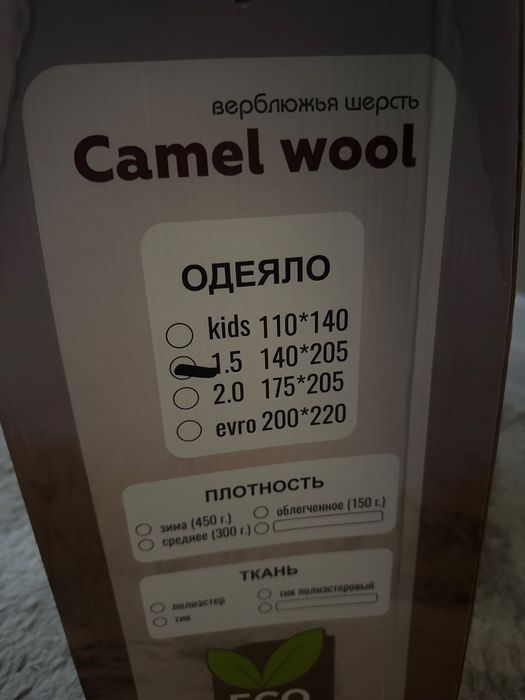 верблюжья шерсть
Camel wool
ОДЕЯЛО
kids 110*140
1.5 140*205
2.0 175*205
evro 200*220
ПЛОТНОСТЬ
зима (450 г.)
облегченное (150 г.)
среднее (300 г.)
ТКАНЬ
полиэстер
тик полиэстеровый
тик
ECO